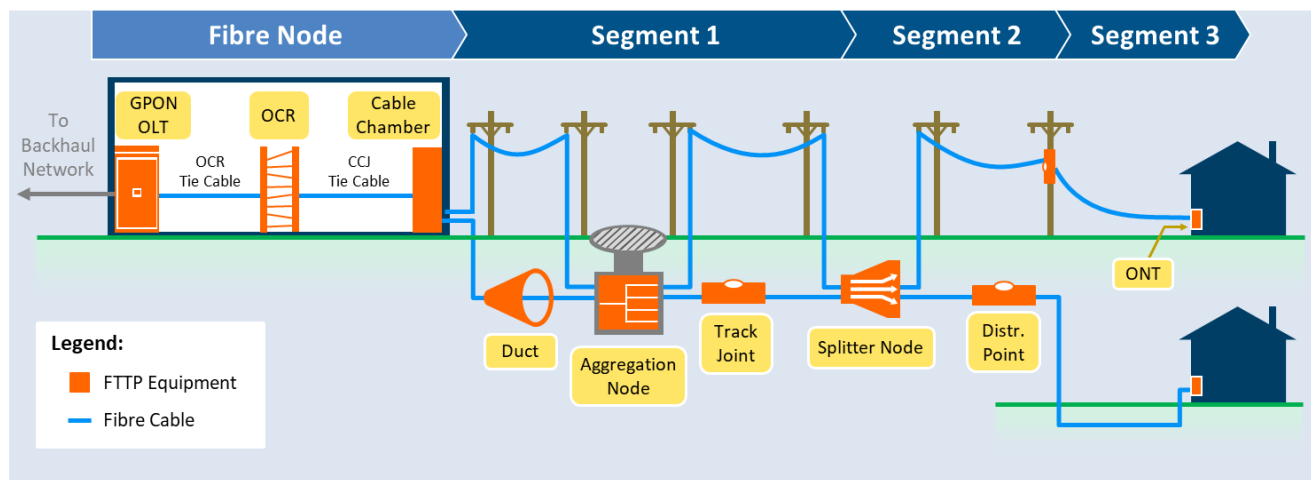 Fibre Node
Segment 1
Segment 2
Segment 3
To
Backhaul
Network
GPON
OLT
OCR
Cable
Chamber
OCR
Tie Cable
CCJ
Tie Cable
ONT
Duct
Aggregation
Node
Track
Joint
Splitter Node
Distr.
Point
Legend:
FTTP Equipment
Fibre Cable